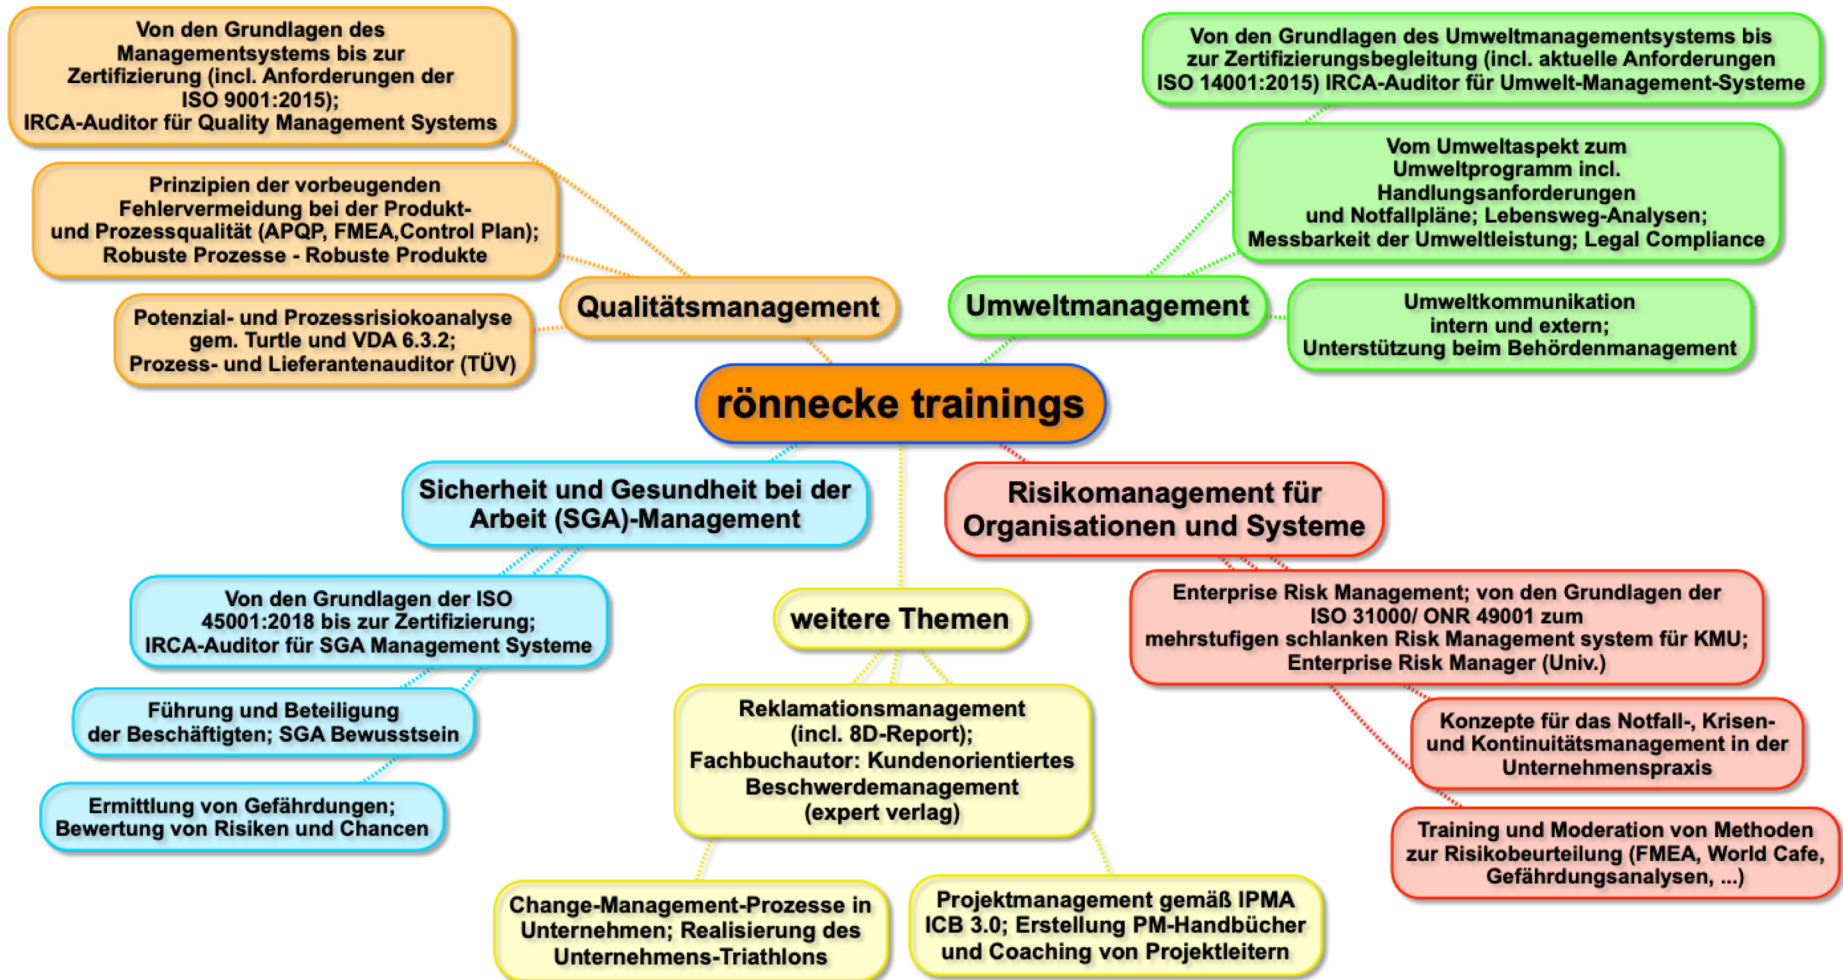 Von den Grundlagen des
Managementsystems bis zur
Zertifizierung (incl. Anforderungen der
ISO 9001:2015);
IRCA-Auditor für Quality Management Systems
Prinzipien der vorbeugenden
Fehlervermeidung bei der Produkt-
und Prozessqualität (APQP, FMEA,Control Plan);
Robuste Prozesse - Robuste Produkte
Potenzial- und Prozessrisiokoanalyse
gem. Turtle und VDA 6.3.2;
Prozess- und Lieferantenauditor (TÜV)
Qualitätsmanagement
Von den Grundlagen des Umweltmanagementsystems bis
zur Zertifizierungsbegleitung (incl. aktuelle Anforderungen
ISO 14001:2015) IRCA-Auditor für Umwelt-Management-Systeme
Vom Umweltaspekt zum
Umweltprogramm incl.
Handlungsanforderungen
und Notfallpläne; Lebensweg-Analysen;
Messbarkeit der Umweltleistung; Legal Compliance
Umweltmanagement
Umweltkommunikation
intern und extern;
Unterstützung beim Behördenmanagement
rönnecke trainings
Sicherheit und Gesundheit bei der
Arbeit (SGA)-Management
Von den Grundlagen der ISO
45001:2018 bis zur Zertifizierung;
IRCA-Auditor für SGA Management Systeme
Führung und Beteiligung
der Beschäftigten; SGA Bewusstsein
Ermittlung von Gefährdungen;
Bewertung von Risiken und Chancen
weitere Themen
Reklamationsmanagement
(incl. 8D-Report);
Fachbuchautor: Kundenorientiertes
Beschwerdemanagement
(expert verlag)
Change-Management-Prozesse in
Unternehmen; Realisierung des
Unternehmens-Triathlons
Projektmanagement gemäß IPMA
ICB 3.0; Erstellung PM-Handbücher
und Coaching von Projektleitern
Risikomanagement für
Organisationen und Systeme
Enterprise Risk Management; von den Grundlagen der
ISO 31000/ ONR 49001 zum
mehrstufigen schlanken Risk Management system für KMU;
Enterprise Risk Manager (Univ.)
Konzepte für das Notfall-, Krisen-
und Kontinuitätsmanagement in der
Unternehmenspraxis
Training und Moderation von Methoden
zur Risikobeurteilung (FMEA, World Cafe,
Gefährdungsanalysen, ...)